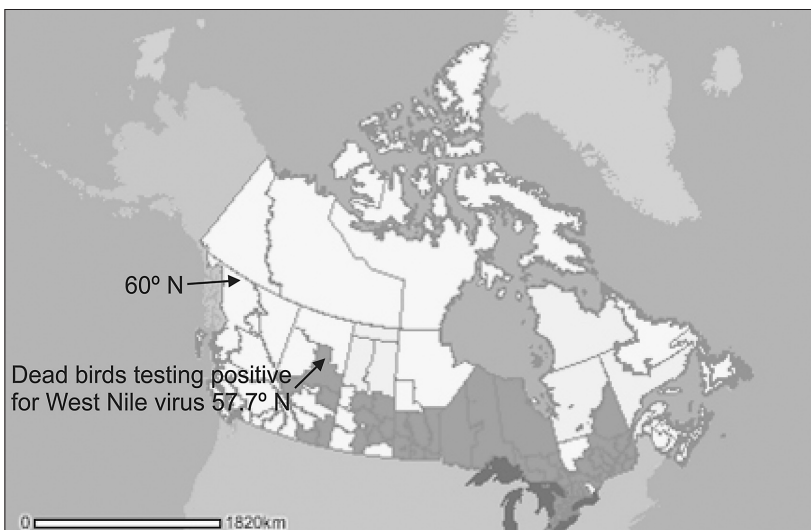 60º N
Dead birds testing positive
for West Nile virus 57.7º N
0 1820km